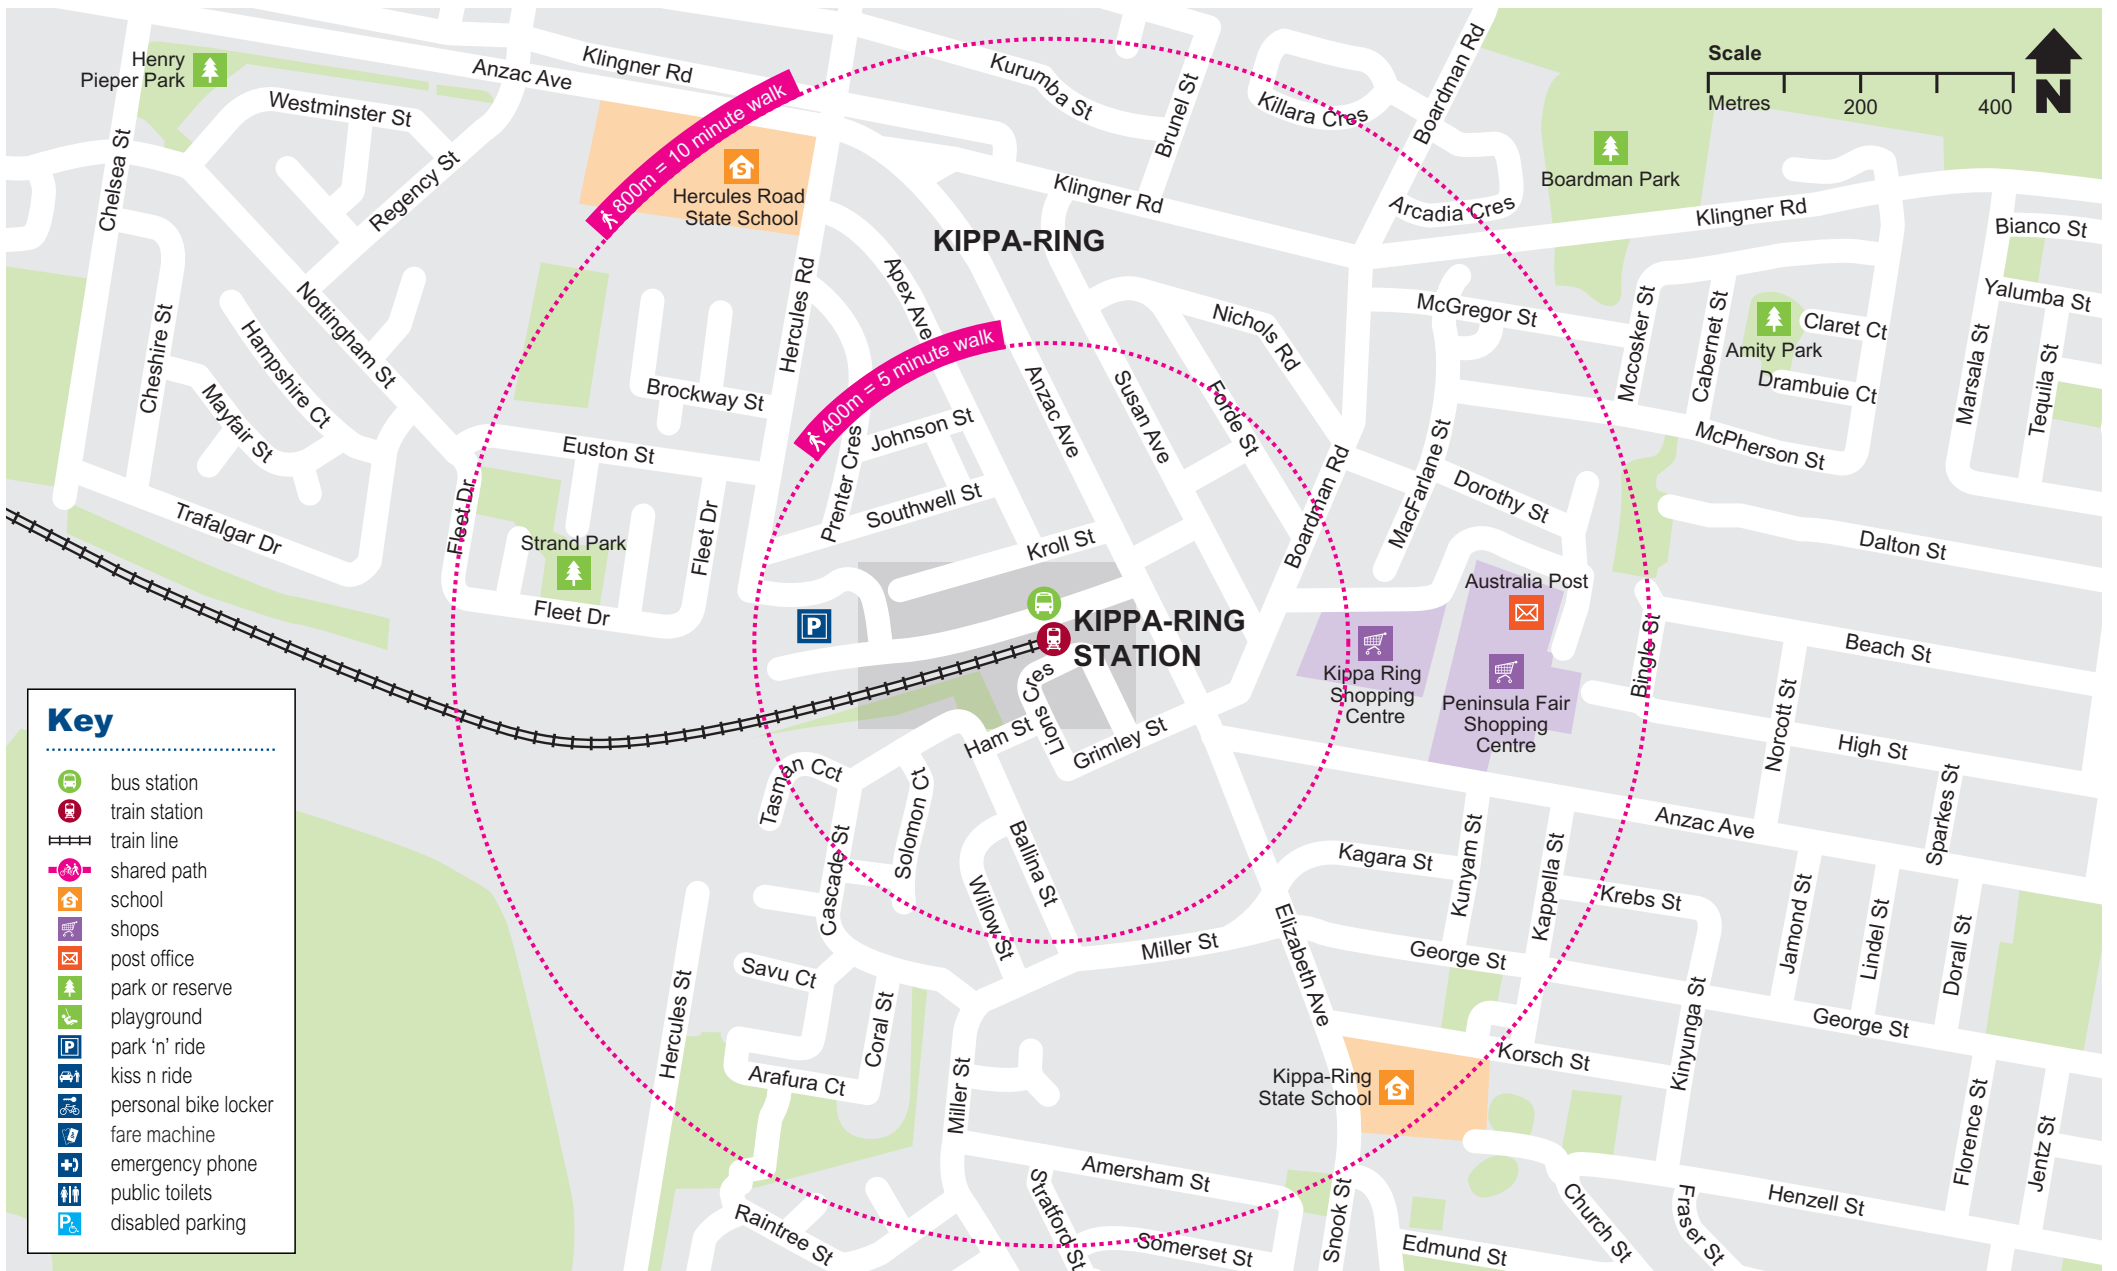 Henry
Pieper Park
Anzac Ave
Klingner Rd
Kurumba St
Brunel St
Killara Cres
Boardman Rd
Scale
Metres
200
400
N
Westminster St
Chelsea St
Regency St
800m = 10 minute walk
Hercules Road
State School
Klingner Rd
Arcadia Cres
Boardman Park
Klingner Rd
Bianco St
KIPPA-RING
Yalumba St
Cheshire St
Nottingham St
Hampshire Ct
Mayfair St
Hercules Rd
Apex Ave
Nichols Rd
McGregor St
Mccosker St
Cabernet St
Claret Ct
Amity Park
Drambuie Ct
Marsala St
Tequila St
400m = 5 minute walk
Brockway St
Anzac Ave
Susan Ave
Forde St
Johnson St
Prenter Cres
Euston St
McPherson St
MacFarlane St
Boardman Rd
Dorothy St
Trafalgar Dr
Fleet Dr
Strand Park
Fleet Dr
Fleet Dr
Southwell St
Kroll St
Dalton St
Australia Post
P
KIPPA-RING
STATION
Kippa Ring
Shopping
Centre
Peninsula Fair
Shopping
Centre
Bingle St
Beach St
Norcott St
High St
Sparkes St
Lions Cres
Ham St
Grimley St
Tasman Cct
Solomon Ct
Cascade St
Ballina St
Willow St
Anzac Ave
Kagara St
Kunyam St
Kappella St
Krebs St
Jamond St
Lindel St
Dorall St
Miller St
Elizabeth Ave
George St
George St
Savu Ct
Coral St
Hercules St
Arafura Ct
Miller St
Korsch St
Kinyunga St
Kippa-Ring
State School
Amersham St
Stratford St
Somerset St
Snook St
Edmund St
Church St
Fraser St
Henzell St
Florence St
Jentz St
Raintree St
Key
bus station
train station
train line
shared path
school
shops
post office
park or reserve
playground
park 'n' ride
kiss n ride
personal bike locker
fare machine
emergency phone
public toilets
disabled parking